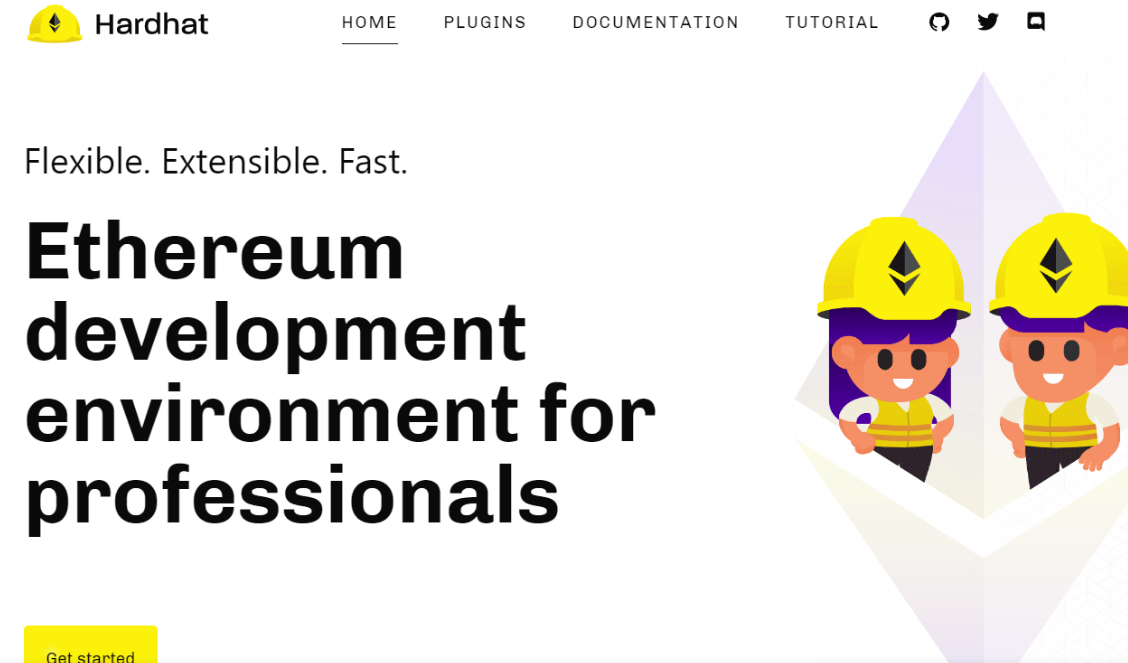 Hardhat
HOME PLUGINS DOCUMENTATION TUTORIAL
Flexible. Extensible. Fast.
Ethereum
development
environment for
professionals
Get started